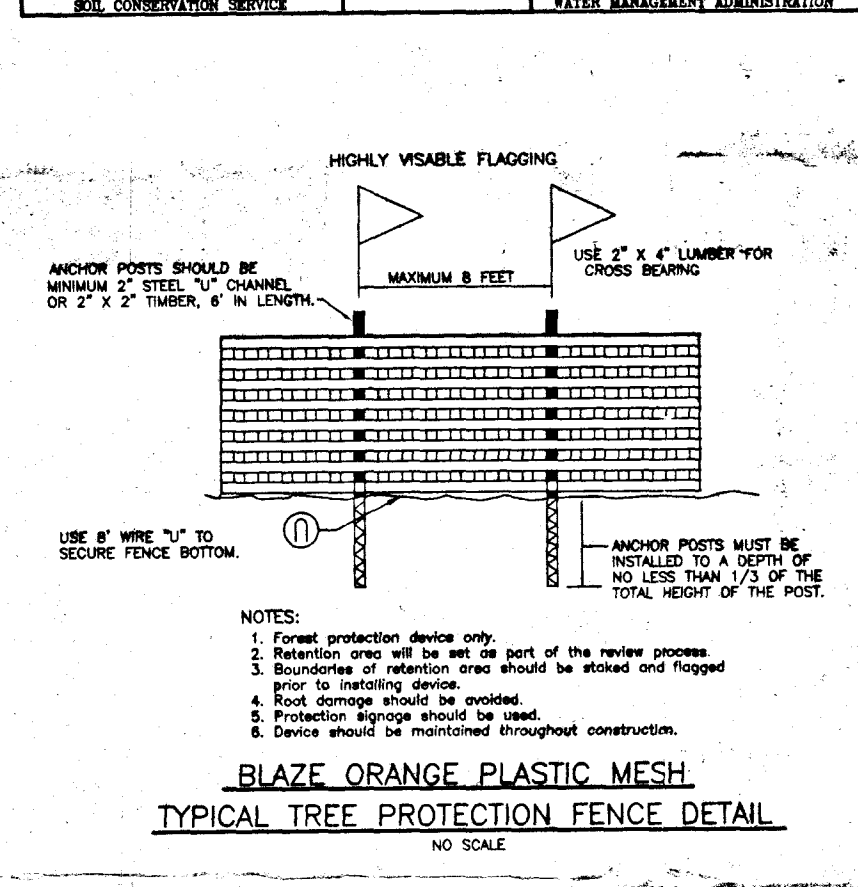 SOIL CONSERVATION SERVICE
WATER MANAGEMENT ADMINISTRATION
HIGHLY VISABLE FLAGGING
USE 2" X 4" LUMBER FOR
CROSS BEARING
ANCHOR POSTS SHOULD BE
MINIMUM 2" STEEL "U" CHANNEL
OR 2" X 2" TIMBER, 6' IN LENGTH.
MAXIMUM 8 FEET
USE 8' WIRE "U" TO
SECURE FENCE BOTTOM.
ANCHOR POSTS MUST BE
INSTALLED TO A DEPTH OF
NO LESS THAN 1/3 OF THE
TOTAL HEIGHT OF THE POST.
NOTES:
1. Forest protection device only.
2. Retention area will be set as part of the review process.
3. Boundaries of retention area should be staked and flagged
prior to installing device.
4. Root damage should be avoided.
5. Protection signage should be used.
6. Device should be maintained throughout construction.
BLAZE ORANGE PLASTIC MESH
TYPICAL TREE PROTECTION FENCE DETAIL
NO SCALE